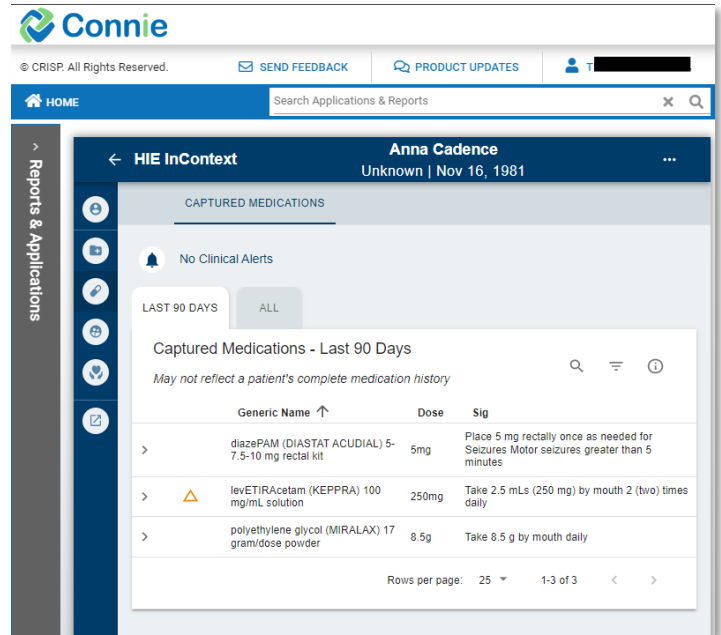 Connie
© CRISP. All Rights Reserved.
SEND FEEDBACK
PRODUCT UPDATES
T
HOME
Search Applications & Reports
Reports & Applications
HIE InContext
Anna Cadence
Unknown | Nov 16, 1981
CAPTURED MEDICATIONS
No Clinical Alerts
LAST 90 DAYS
ALL
Captured Medications - Last 90 Days
May not reflect a patient's complete medication history
Generic Name Dose Sig
diazePAM (DIASTAT ACUDIAL) 5-
7.5-10 mg rectal kit
5mg
Place 5 mg rectally once as needed for
Seizures Motor seizures greater than 5
minutes
levETIRAcetam (KEPPRA) 100
mg/mL solution
250mg
Take 2.5 mLs (250 mg) by mouth 2 (two) times
daily
polyethylene glycol (MIRALAX) 17
gram/dose powder
8.5g
Take 8.5 g by mouth daily
Rows per page: 25 1-3 of 3